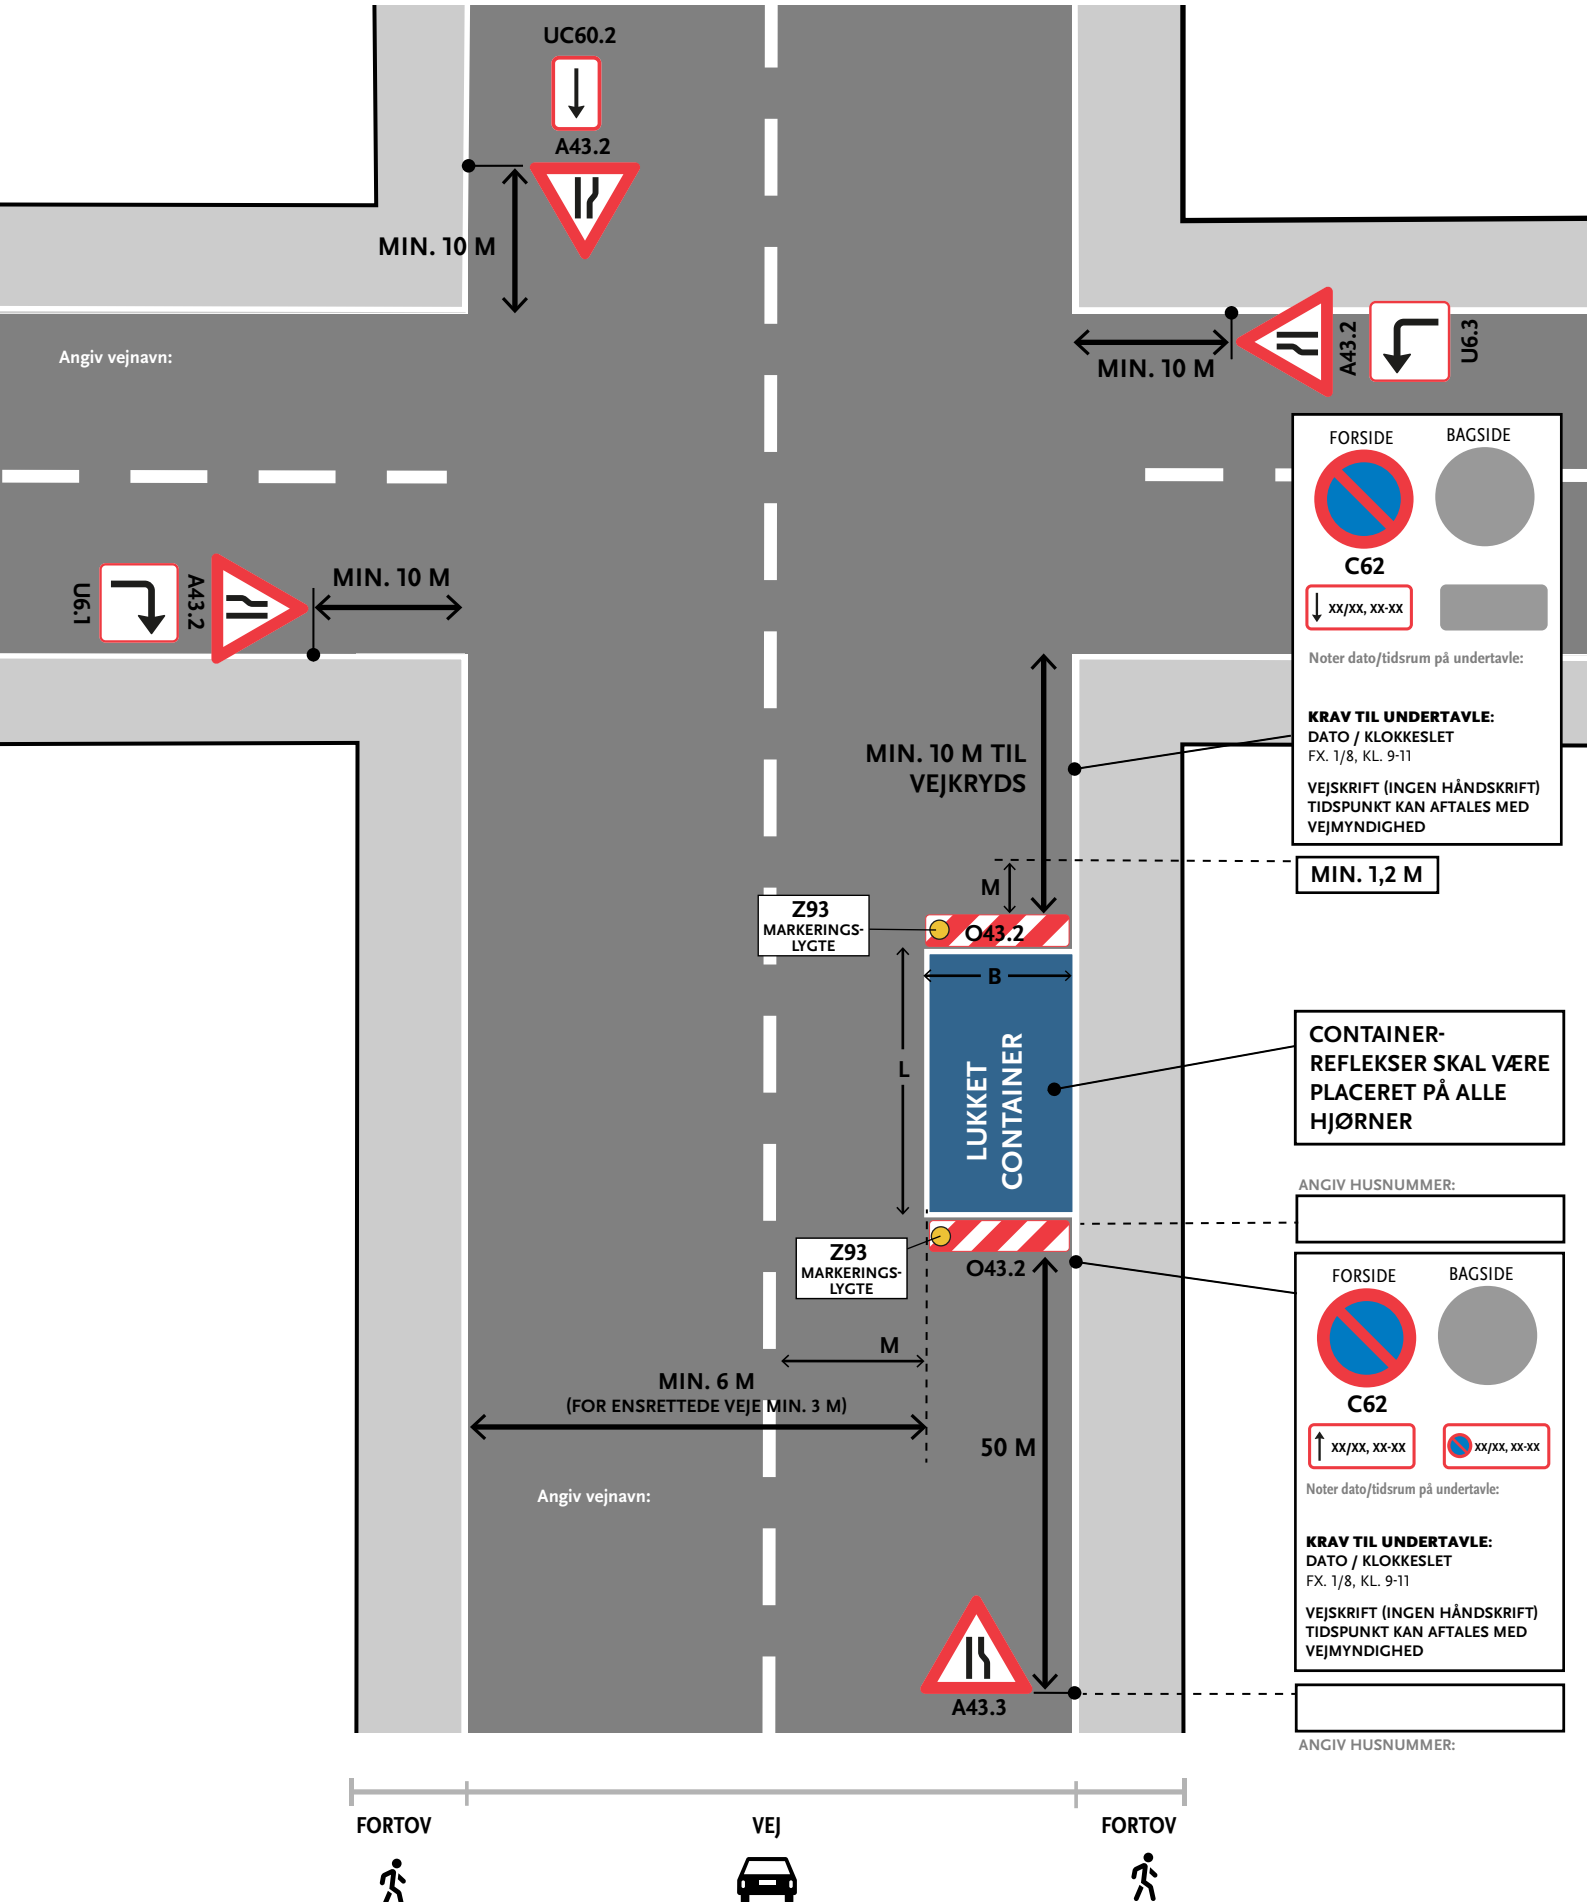 UC60.2
A43.2
MIN. 10 M
Angiv vejnavn:
MIN. 10 M
A43.2
U6.3
U6.1
A43.2
MIN. 10 M
FORSIDE
BAGSIDE
C62
xx/xx, xx-xx
Noter dato/tidsrum på undertavle:
KRAV TIL UNDERTAVLE:
DATO / KLOKKESLET
FX. 1/8, KL. 9-11
VEJSKRIFT (INGEN HÅNDSKRIFT)
TIDSPUNKT KAN AFTALES MED
VEJMYNDIGHED
MIN. 10 M TIL
VEJKRYDS
MIN. 1,2 M
M
Z93
MARKERINGS-
LYGTE
O43.2
B
L
LUKKET
CONTAINER
CONTAINER-
REFLEKSER SKAL VÆRE
PLACERET PÅ ALLE
HJØRNER
ANGIV HUSNUMMER:
Z93
MARKERINGS-
LYGTE
O43.2
M
MIN. 6 M
(FOR ENSRETTEDE VEJE MIN. 3 M)
50 M
Angiv vejnavn:
FORSIDE
BAGSIDE
C62
xx/xx, xx-xx
xx/xx, xx-xx
Noter dato/tidsrum på undertavle:
KRAV TIL UNDERTAVLE:
DATO / KLOKKESLET
FX. 1/8, KL. 9-11
VEJSKRIFT (INGEN HÅNDSKRIFT)
TIDSPUNKT KAN AFTALES MED
VEJMYNDIGHED
A43.3
ANGIV HUSNUMMER:
FORTOV
VEJ
FORTOV